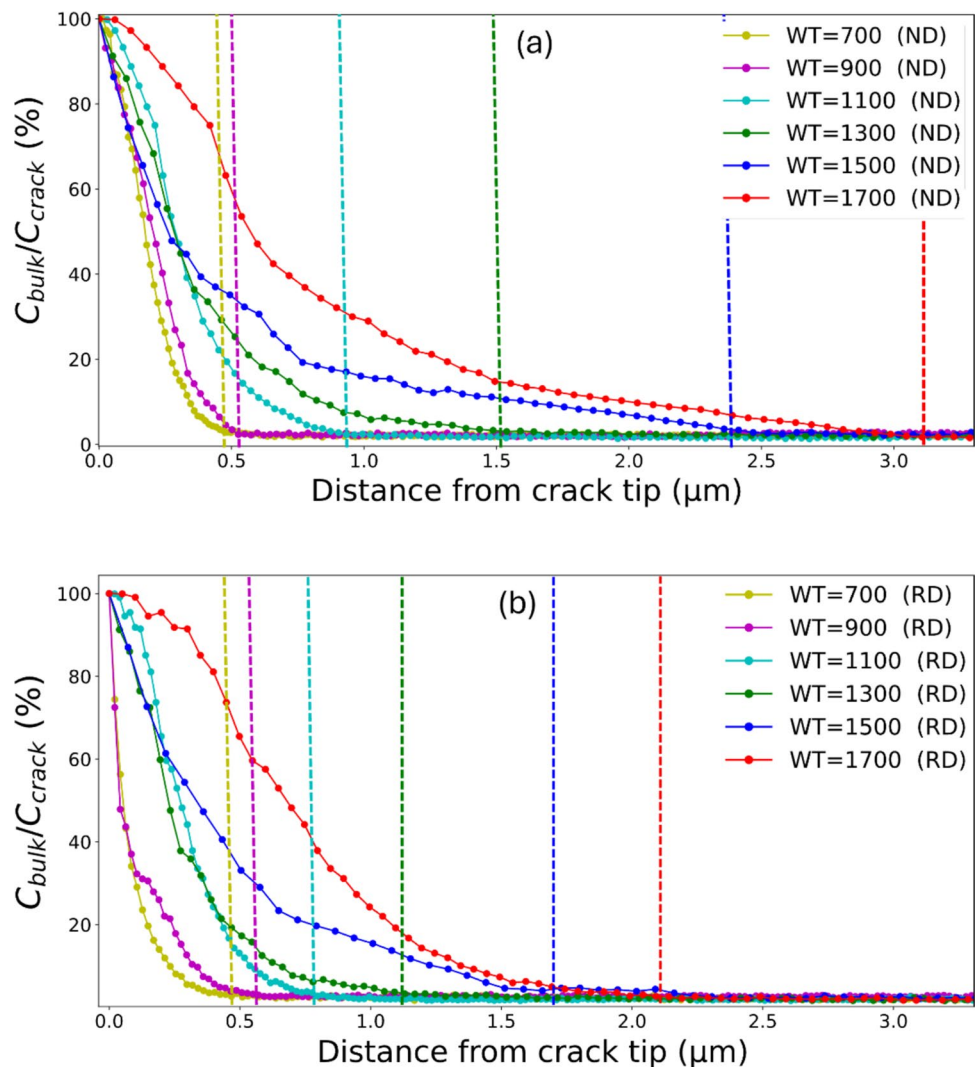 (a)
WT=700 (ND)
WT=900 (ND)
WT=1100 (ND)
WT=1300 (ND)
WT=1500 (ND)
WT=1700 (ND)
C_bulk/C_crack (%)
100
80
60
40
20
0
0.0 0.5 1.0 1.5 2.0 2.5 3.0
Distance from crack tip (μm)
(b)
WT=700 (RD)
WT=900 (RD)
WT=1100 (RD)
WT=1300 (RD)
WT=1500 (RD)
WT=1700 (RD)
C_bulk/C_crack (%)
100
80
60
40
20
0.0 0.5 1.0 1.5 2.0 2.5 3.0
Distance from crack tip (μm)